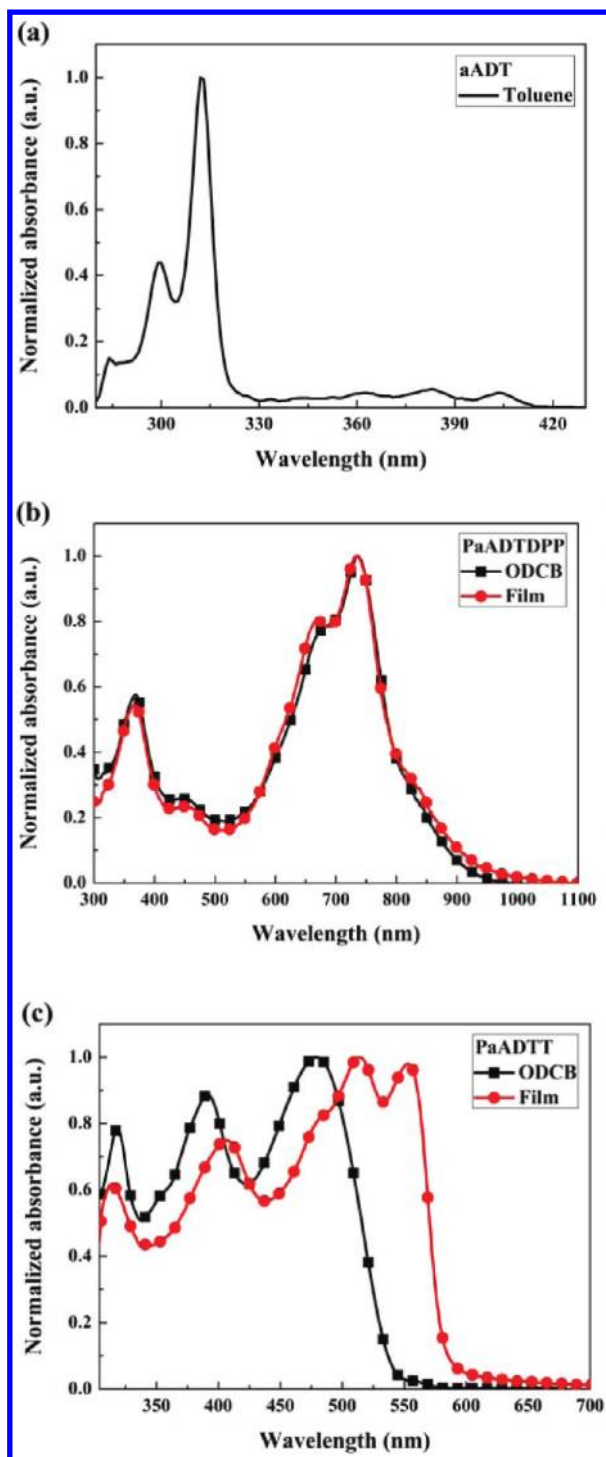 (a)
aADT
Toluene
Normalized absorbance (a.u.)
1.0
0.8
0.6
0.4
0.2
0.0
300 330 360 390 420
Wavelength (nm)
(b)
PaADTDPP
ODCB
Film
Normalized absorbance (a.u.)
1.0
0.8
0.6
0.4
0.2
0.0
300 400 500 600 700 800 900 1000 1100
Wavelength (nm)
(c)
PaADTT
ODCB
Film
Normalized absorbance (a.u.)
1.0
0.8
0.6
0.4
0.2
0.0
350 400 450 500 550 600 650 700
Wavelength (nm)